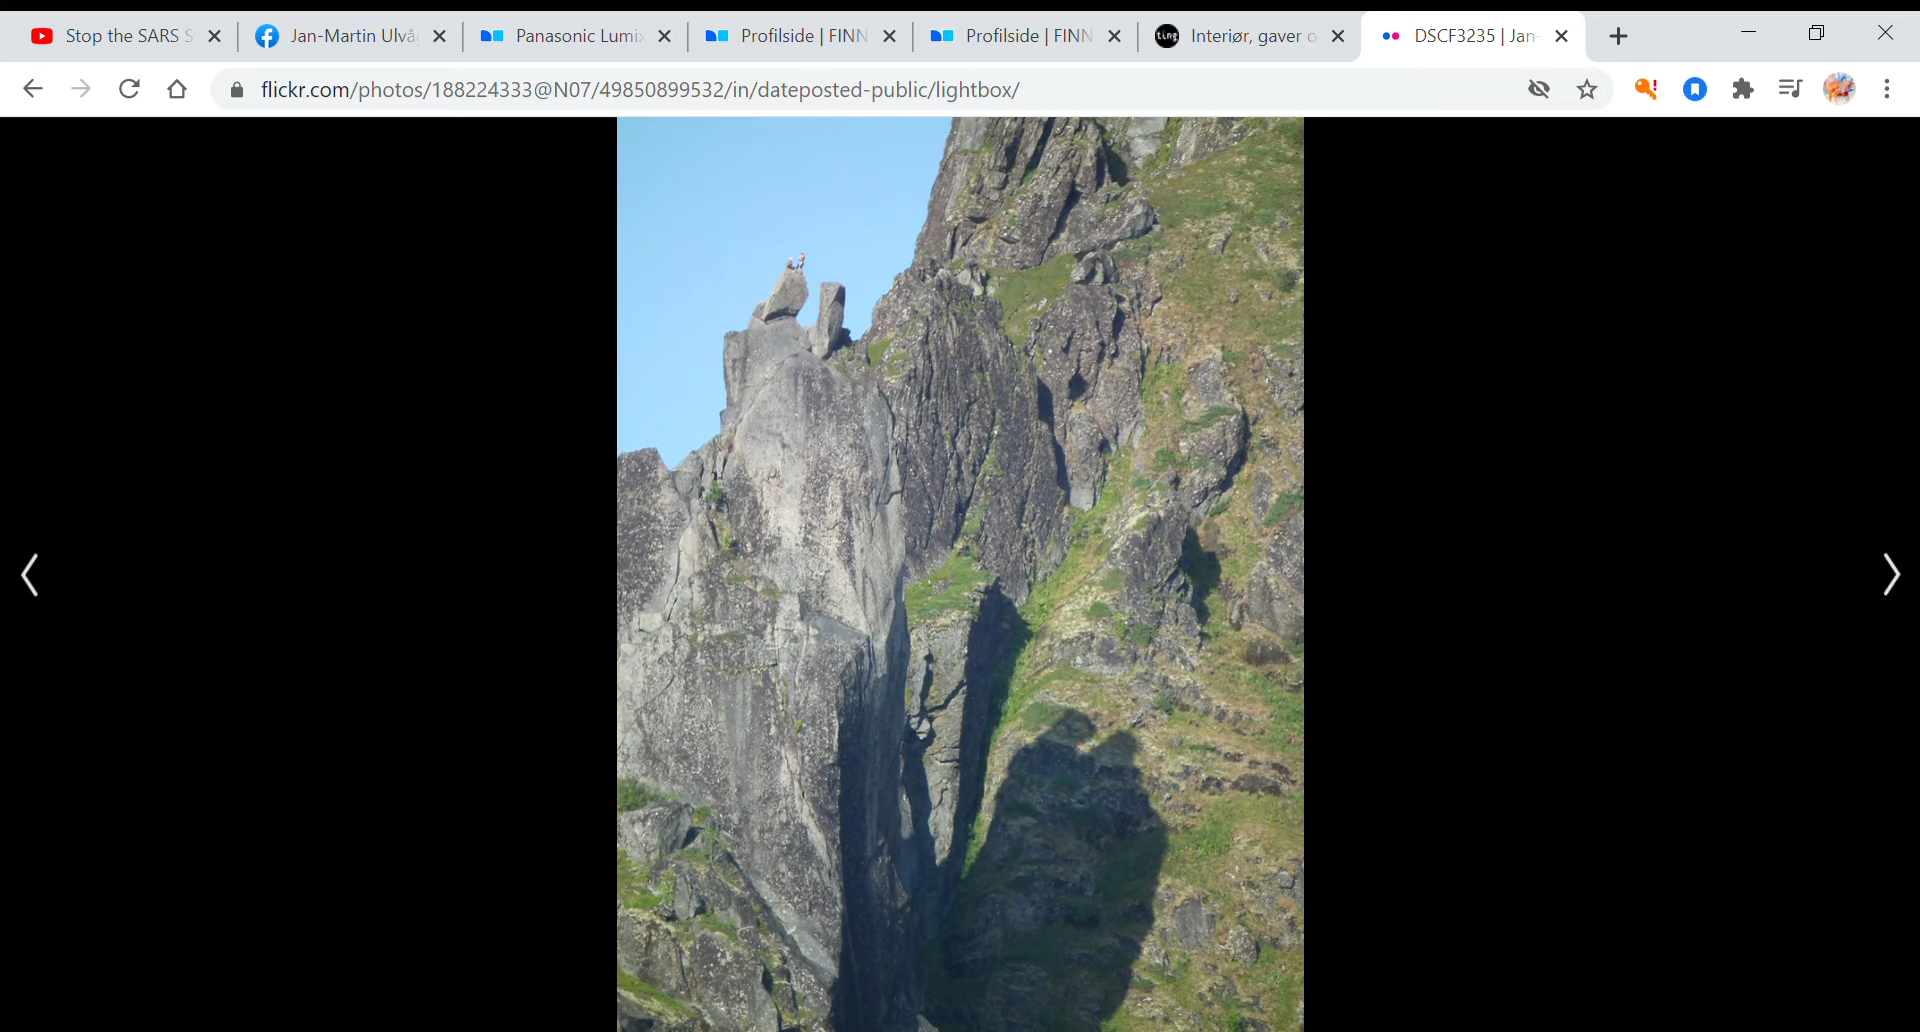 Stop the SARS S
Jan-Martin Ulvå
Panasonic Lumix
Profilside | FINN
Profilside | FINN
ting
Interiør, gaver o
DSCF3235 | Jan-
flickr.com/photos/188224333@N07/49850899532/in/dateposted-public/lightbox/